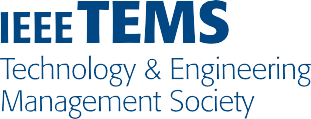 IEEE TEMS
Technology & Engineering
Management Society